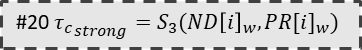 #20 τ_{c_{strong}} = S_3(ND[i]_w, PR[i]_w)